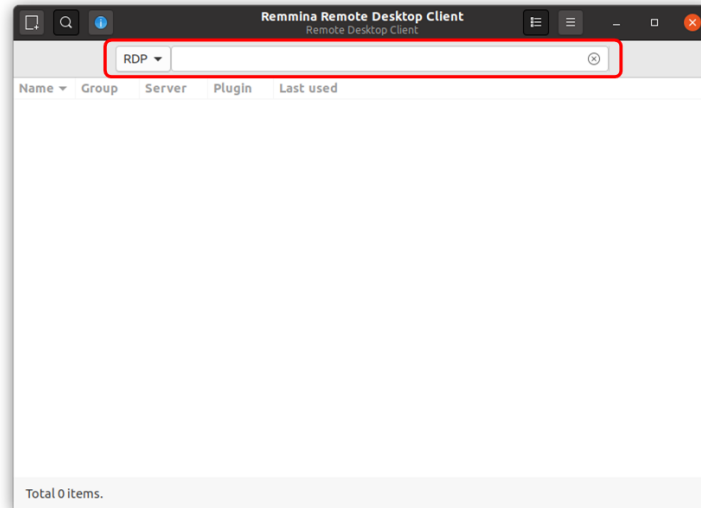 Remmina Remote Desktop Client
Remote Desktop Client
RDP
Name Group Server Plugin Last used
Total 0 items.